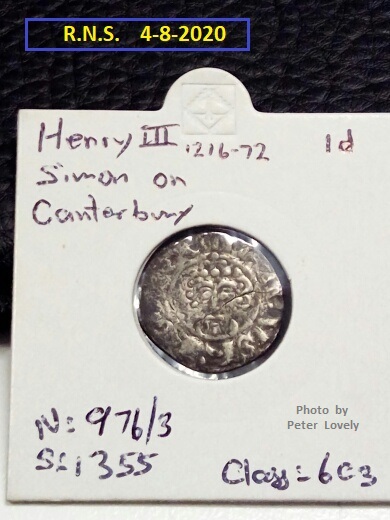 R.N.S. 4-8-2020
Henry III 1216-72 1d
Simon on
Canterbury
N: 976/3
S: 1355 Class: 6c3
Photo by
Peter Lovely